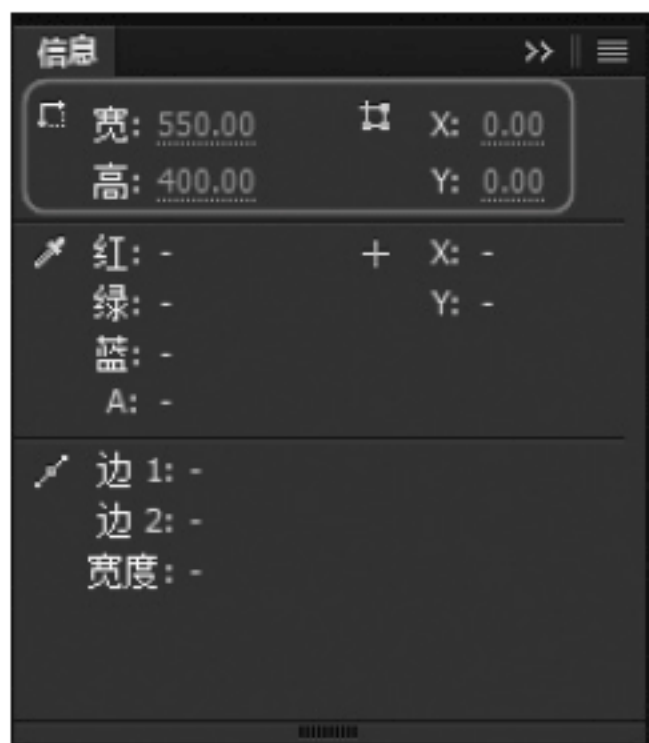 信息
宽: 550.00 X: 0.00
高: 400.00 Y: 0.00
红: - X: -
绿: - Y: -
蓝: -
A: -
边 1: -
边 2: -
宽度: -